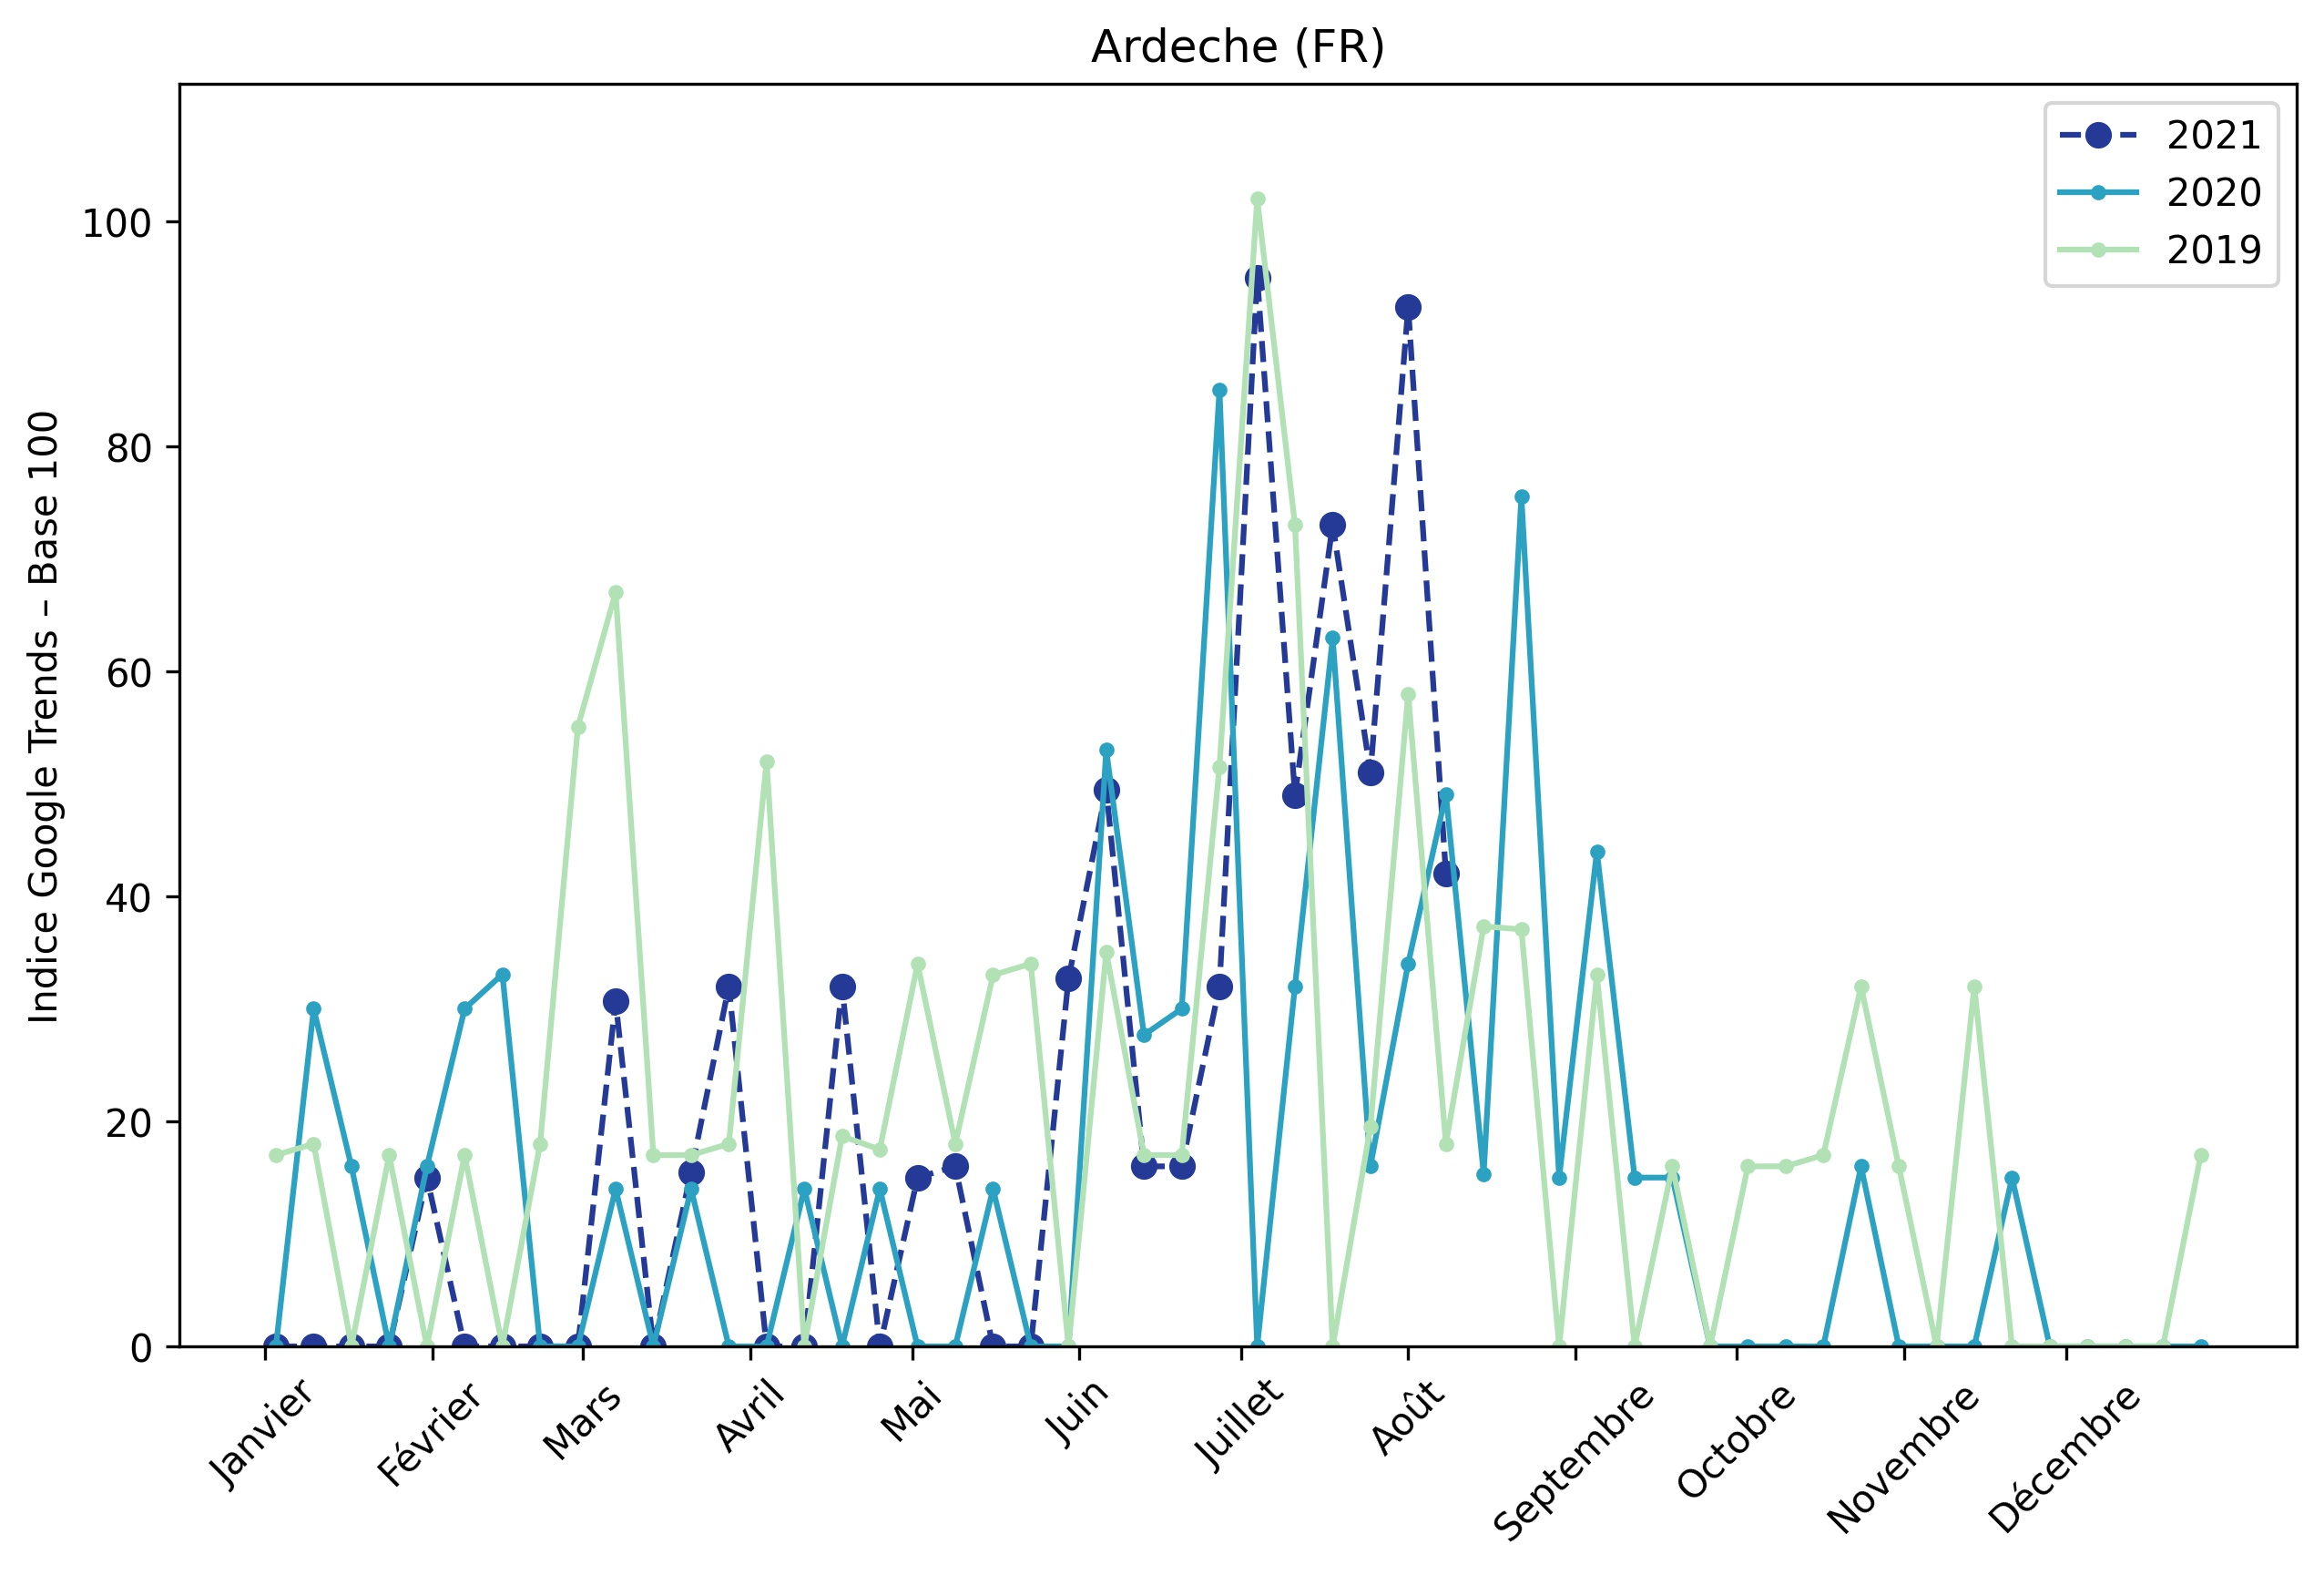 Ardeche (FR)
2021
2020
2019
Indice Google Trends – Base 100
100
80
60
40
20
0
Janvier
Février
Mars
Avril
Mai
Juin
Juillet
Août
Septembre
Octobre
Novembre
Décembre